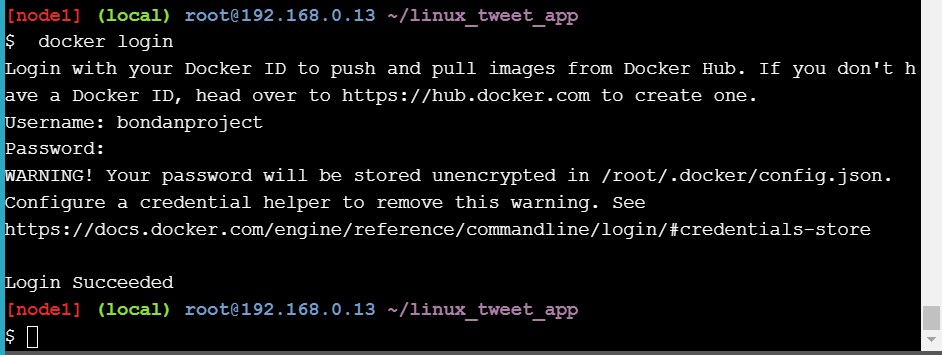 [node1] (local) root@192.168.0.13 ~/linux_tweet_app
$  docker login
Login with your Docker ID to push and pull images from Docker Hub. If you don't h
ave a Docker ID, head over to https://hub.docker.com to create one.
Username: bondanproject
Password:
WARNING! Your password will be stored unencrypted in /root/.docker/config.json.
Configure a credential helper to remove this warning. See
https://docs.docker.com/engine/reference/commandline/login/#credentials-store
Login Succeeded
[node1] (local) root@192.168.0.13 ~/linux_tweet_app
$